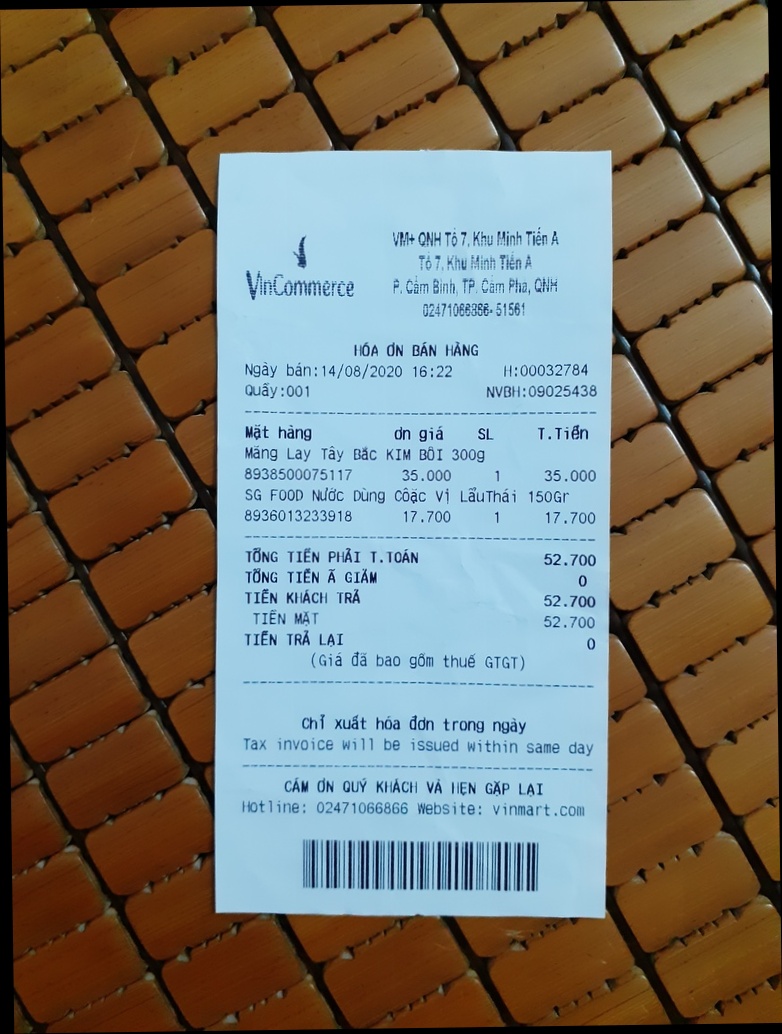 VinCommerce
VM+ QNH Tổ 7, Khu Minh Tiến A
Tổ 7, Khu Minh Tiến A
P. Cẩm Bình, TP. Cẩm Phả, QNH
02471066866-51561
HÓA ƠN BÁN HÀNG
Ngày bán:14/08/2020 16:22 H:00032784
Quầy:001 NVBH:09025438
Mặt hàng ơn giá SL T.Tiền
Măng Lay Tây Bắc KIM BÔI 300g
8938500075117 35.000 1 35.000
SG FOOD Nước Dùng Côặc Vị LẩuThái 150Gr
8936013233918 17.700 1 17.700
TỔNG TIỀN PHẢI T.TOÁN 52.700
TỔNG TIỀN Ã GIẢM 0
TIỀN KHÁCH TRẢ 52.700
TIỀN MẶT 52.700
TIỀN TRẢ LẠI 0
(Giá đã bao gồm thuế GTGT)
Chỉ xuất hóa đơn trong ngày
Tax invoice will be issued within same day
CÁM ƠN QUÝ KHÁCH VÀ HẸN GẶP LẠI
Hotline: 02471066866 Website: vinmart.com